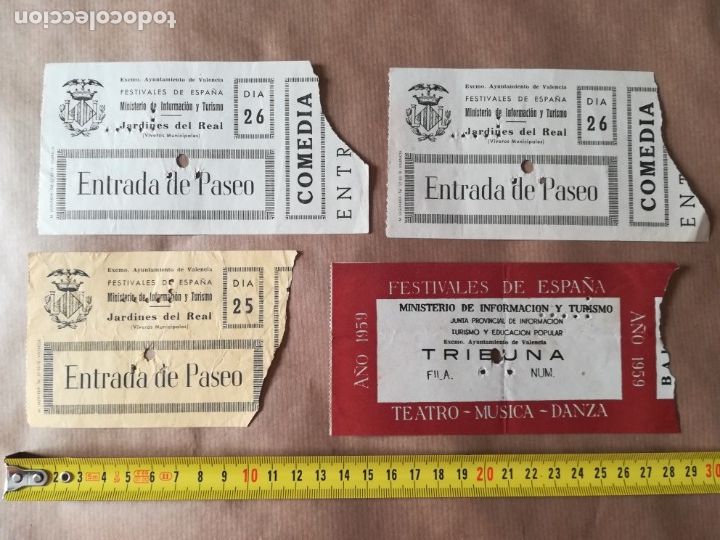 todocoleccion
Excmo. Ayuntamiento de Valencia
FESTIVALES DE ESPAÑA
Ministerio de Información y Turismo
Jardines del Real
(Viveros Municipales)
DIA
26
Entrada de Paseo
COMEDIA
ENTR
Excmo. Ayuntamiento de Valencia
FESTIVALES DE ESPAÑA
Ministerio de Información y Turismo
Jardines del Real
(Viveros Municipales)
DIA
26
Entrada de Paseo
COMEDIA
ENT
Excmo. Ayuntamiento de Valencia
FESTIVALES DE ESPAÑA
Ministerio de Información y Turismo
Jardines del Real
(Viveros Municipales)
DIA
25
Entrada de Paseo
FESTIVALES DE ESPAÑA
AÑO 1959
MINISTERIO DE INFORMACION Y TURISMO
JUNTA PROVINCIAL DE INFORMACION
TURISMO Y EDUCACION POPULAR
Excmo. Ayuntamiento de Valencia
TRIBUNA
FILA. NUM.
AÑO 1959
BA
TEATRO - MUSICA - DANZA
2 3 4 5 6 7 8 9 10 11 12 13 14 15 16 17 18 19 20 21 22 23 24 25 26 27 28 29 30